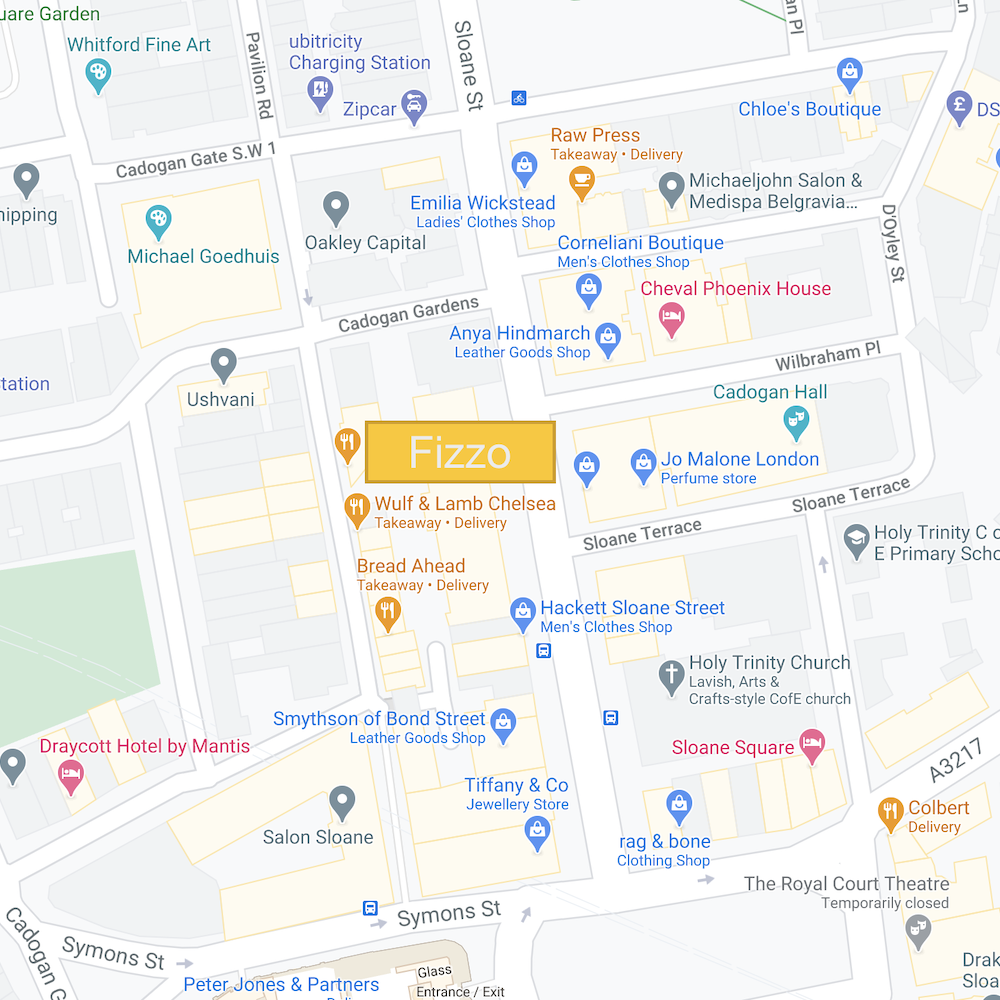 uare Garden
Whitford Fine Art
Pavilion Rd
ubitricity
Charging Station
Zipcar
Sloane St
Chloe's Boutique
DS
Cadogan Gate S.W 1
Raw Press
Takeaway • Delivery
Emilia Wickstead
Ladies' Clothes Shop
Michaeljohn Salon &
Medispa Belgravia...
hipping
Michael Goedhuis
Oakley Capital
Corneliani Boutique
Men's Clothes Shop
D'Oyley St
Cheval Phoenix House
Cadogan Gardens
Anya Hindmarch
Leather Goods Shop
Wilbraham Pl
tation
Ushvani
Cadogan Hall
Fizzo
Jo Malone London
Perfume store
Wulf & Lamb Chelsea
Takeaway • Delivery
Sloane Terrace
Sloane Terrace
Holy Trinity C o
E Primary Scho
Bread Ahead
Takeaway • Delivery
Hackett Sloane Street
Men's Clothes Shop
Holy Trinity Church
Lavish, Arts &
Crafts-style CofE church
Smythson of Bond Street
Leather Goods Shop
Draycott Hotel by Mantis
Sloane Square
A3217
Tiffany & Co
Jewellery Store
Salon Sloane
rag & bone
Clothing Shop
Colbert
Delivery
The Royal Court Theatre
Temporarily closed
Symons St
Symons St
Cadogan G
Peter Jones & Partners
Glass
Entrance / Exit
Drak
Sloa